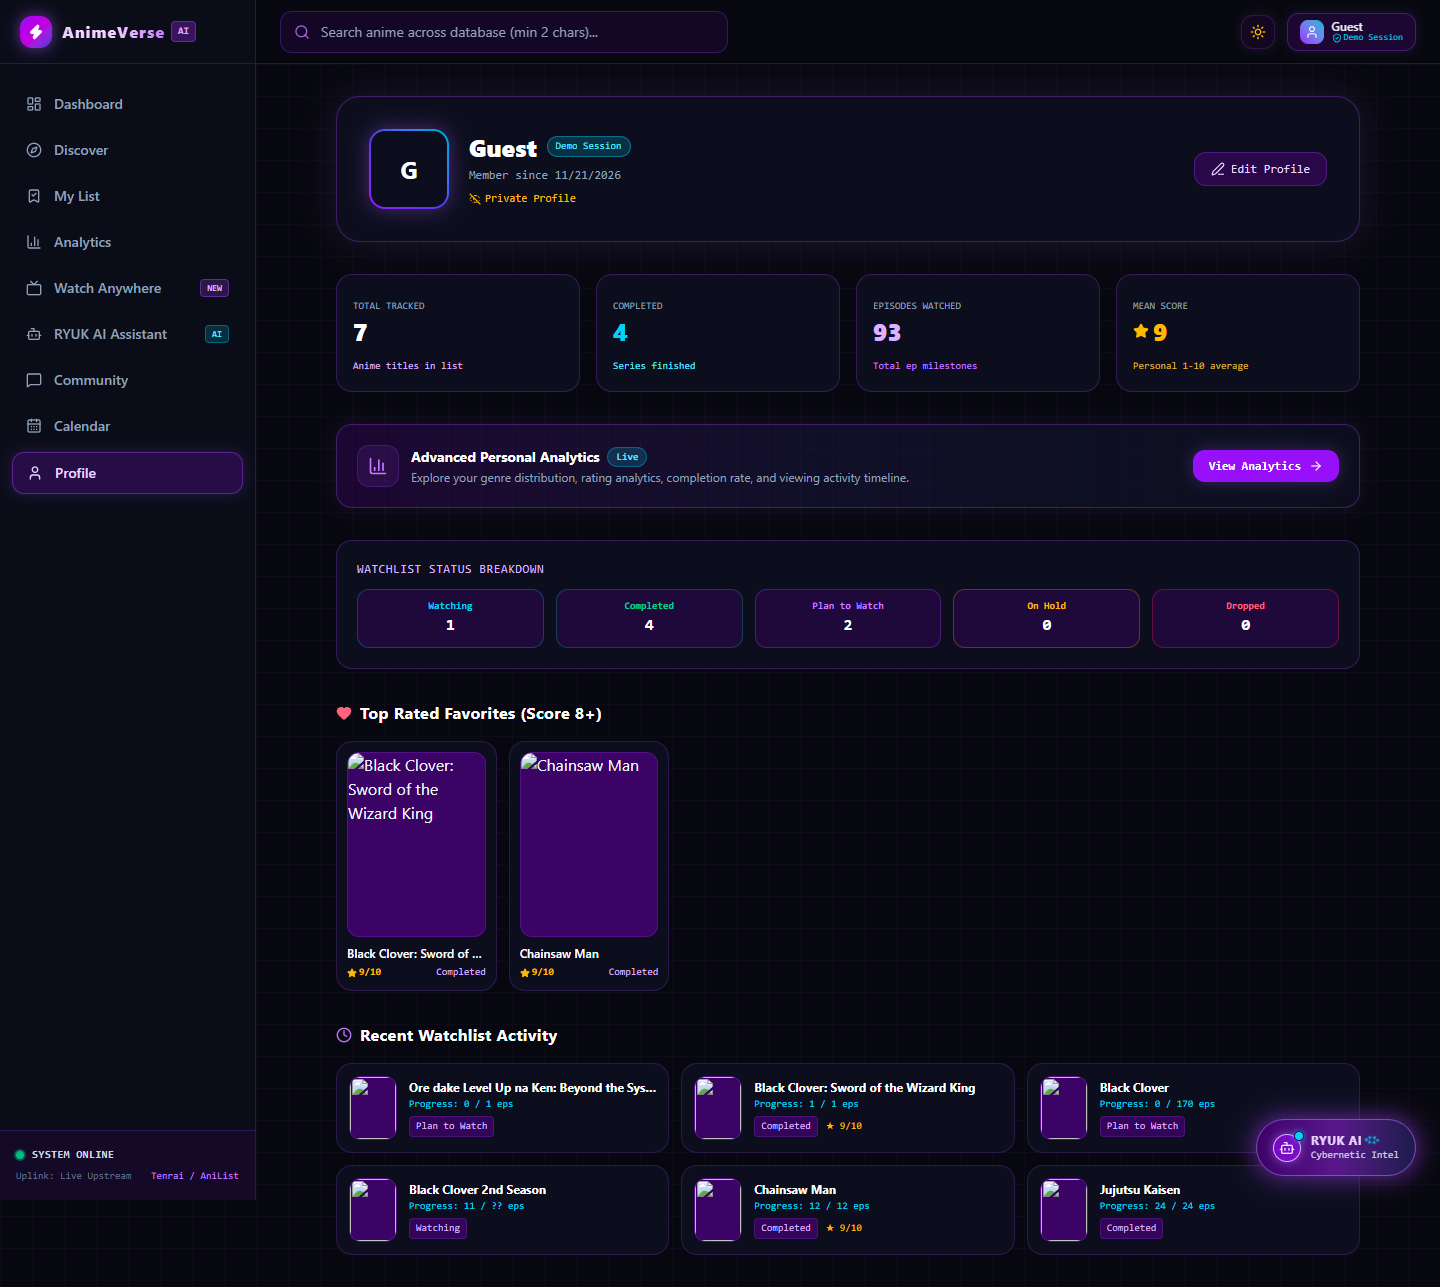 AnimeVerse AI
Search anime across database (min 2 chars)...
Guest
Demo Session
Dashboard
Discover
My List
Analytics
Watch Anywhere NEW
RYUK AI Assistant AI
Community
Calendar
Profile
SYSTEM ONLINE
Uplink: Live Upstream Tenrai / AniList
G
Guest Demo Session
Member since 11/21/2026
Private Profile
Edit Profile
TOTAL TRACKED
7
Anime titles in list
COMPLETED
4
Series finished
EPISODES WATCHED
93
Total ep milestones
MEAN SCORE
★ 9
Personal 1-10 average
Advanced Personal Analytics Live
Explore your genre distribution, rating analytics, completion rate, and viewing activity timeline.
View Analytics →
WATCHLIST STATUS BREAKDOWN
Watching
1
Completed
4
Plan to Watch
2
On Hold
0
Dropped
0
Top Rated Favorites (Score 8+)
Black Clover:
Sword of the
Wizard King
Black Clover: Sword of ...
★ 9/10 Completed
Chainsaw Man
Chainsaw Man
★ 9/10 Completed
Recent Watchlist Activity
Ore dake Level Up na Ken: Beyond the Sys...
Progress: 0 / 1 eps
Plan to Watch
Black Clover: Sword of the Wizard King
Progress: 1 / 1 eps
Completed ★ 9/10
Black Clover
Progress: 0 / 170 eps
Plan to Watch
Black Clover 2nd Season
Progress: 11 / ?? eps
Watching
Chainsaw Man
Progress: 12 / 12 eps
Completed ★ 9/10
Jujutsu Kaisen
Progress: 24 / 24 eps
Completed
RYUK AI
Cybernetic Intel